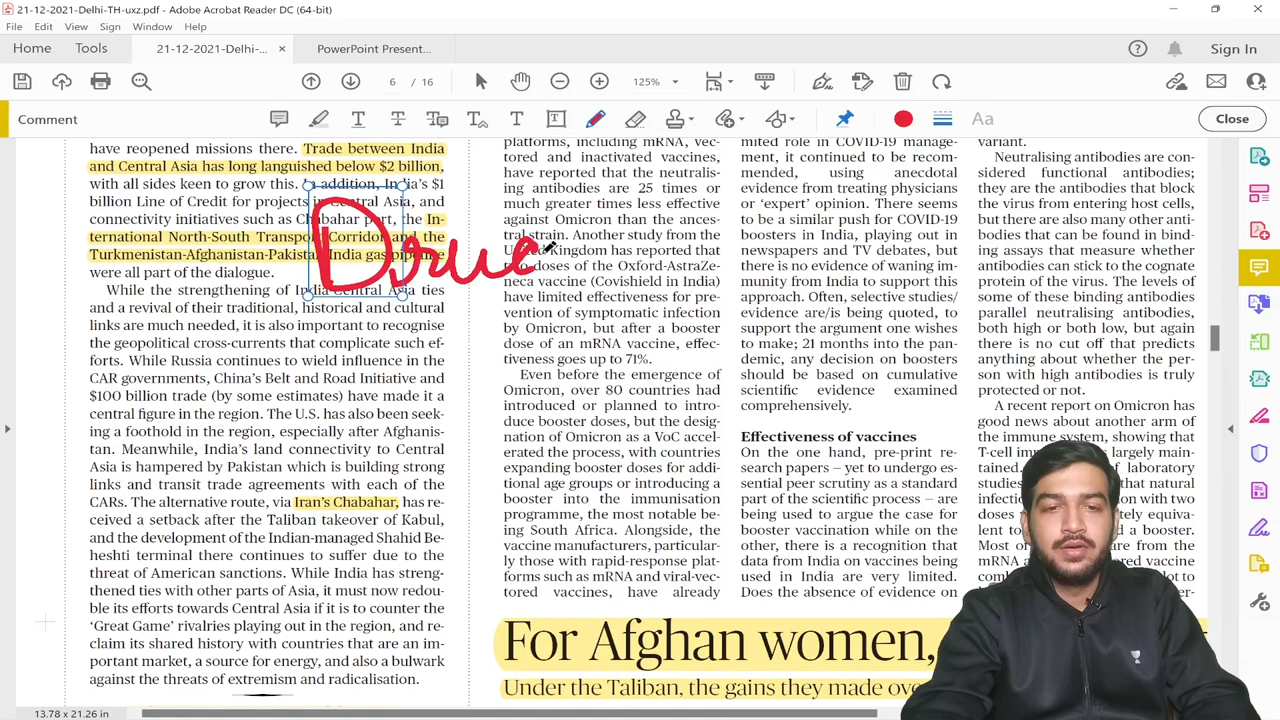 21-12-2021-Delhi-TH-uxz.pdf - Adobe Acrobat Reader DC (64-bit)
File Edit View Sign Window Help
Home Tools 21-12-2021-Delhi-... × PowerPoint Present... Sign In
6 / 16 125%
Comment Aa Close
have reopened missions there. Trade between India
and Central Asia has long languished below $2 billion,
with all sides keen to grow this. In addition, India's $1
billion Line of Credit for projects in Central Asia, and
connectivity initiatives such as Chabahar port, the In-
ternational North-South Transport Corridor and the
Turkmenistan-Afghanistan-Pakistan-India gas pipeline
were all part of the dialogue.
While the strengthening of India-Central Asia ties
and a revival of their traditional, historical and cultural
links are much needed, it is also important to recognise
the geopolitical cross-currents that complicate such ef-
forts. While Russia continues to wield influence in the
CAR governments, China's Belt and Road Initiative and
$100 billion trade (by some estimates) have made it a
central figure in the region. The U.S. has also been seek-
ing a foothold in the region, especially after Afghanis-
tan. Meanwhile, India's land connectivity to Central
Asia is hampered by Pakistan which is building strong
links and transit trade agreements with each of the
CARs. The alternative route, via Iran's Chabahar, has re-
ceived a setback after the Taliban takeover of Kabul,
and the development of the Indian-managed Shahid Be-
heshti terminal there continues to suffer due to the
threat of American sanctions. While India has streng-
thened ties with other parts of Asia, it must now redou-
ble its efforts towards Central Asia if it is to counter the
'Great Game' rivalries playing out in the region, and re-
claim its shared history with countries that are an im-
portant market, a source for energy, and also a bulwark
against the threats of extremism and radicalisation.
platforms, including mRNA, vec-
tored and inactivated vaccines,
have reported that the neutralis-
ing antibodies are 25 times or
much greater times less effective
against Omicron than the ances-
tral strain. Another study from the
United Kingdom has reported that
two doses of the Oxford-AstraZe-
neca vaccine (Covishield in India)
have limited effectiveness for pre-
vention of symptomatic infection
by Omicron, but after a booster
dose of an mRNA vaccine, effec-
tiveness goes up to 71%.
Even before the emergence of
Omicron, over 80 countries had
introduced or planned to intro-
duce booster doses, but the desig-
nation of Omicron as a VoC accel-
erated the process, with countries
expanding booster doses for addi-
tional age groups or introducing a
booster into the immunisation
programme, the most notable be-
ing South Africa. Alongside, the
vaccine manufacturers, particular-
ly those with rapid-response plat-
forms such as mRNA and viral-vec-
tored vaccines, have already
mited role in COVID-19 manage-
ment, it continued to be recom-
mended, using anecdotal
evidence from treating physicians
or 'expert' opinion. There seems
to be a similar push for COVID-19
boosters in India, playing out in
newspapers and TV debates, but
there is no evidence of waning im-
munity from India to support this
approach. Often, selective studies/
evidence are/is being quoted, to
support the argument one wishes
to make; 21 months into the pan-
demic, any decision on boosters
should be based on cumulative
scientific evidence examined
comprehensively.
Effectiveness of vaccines
On the one hand, pre-print re-
search papers – yet to undergo es-
sential peer scrutiny as a standard
part of the scientific process – are
being used to argue the case for
booster vaccination while on the
other, there is a recognition that
data from India on vaccines being
used in India are very limited.
Does the absence of evidence on
variant.
Neutralising antibodies are con-
sidered functional antibodies;
they are the antibodies that block
the virus from entering host cells,
but there are also many other anti-
bodies that can be found in bind-
ing assays that measure whether
antibodies can stick to the cognate
protein of the virus. The levels of
some of these binding antibodies
parallel neutralising antibodies,
both high or both low, but again
there is no cut off that predicts
anything about whether the per-
son with high antibodies is truly
protected or not.
A recent report on Omicron has
good news about another arm of
the immune system, showing that
T-cell
For Afghan women,
Under the Taliban, the gains they made
13.78 x 21.26 in